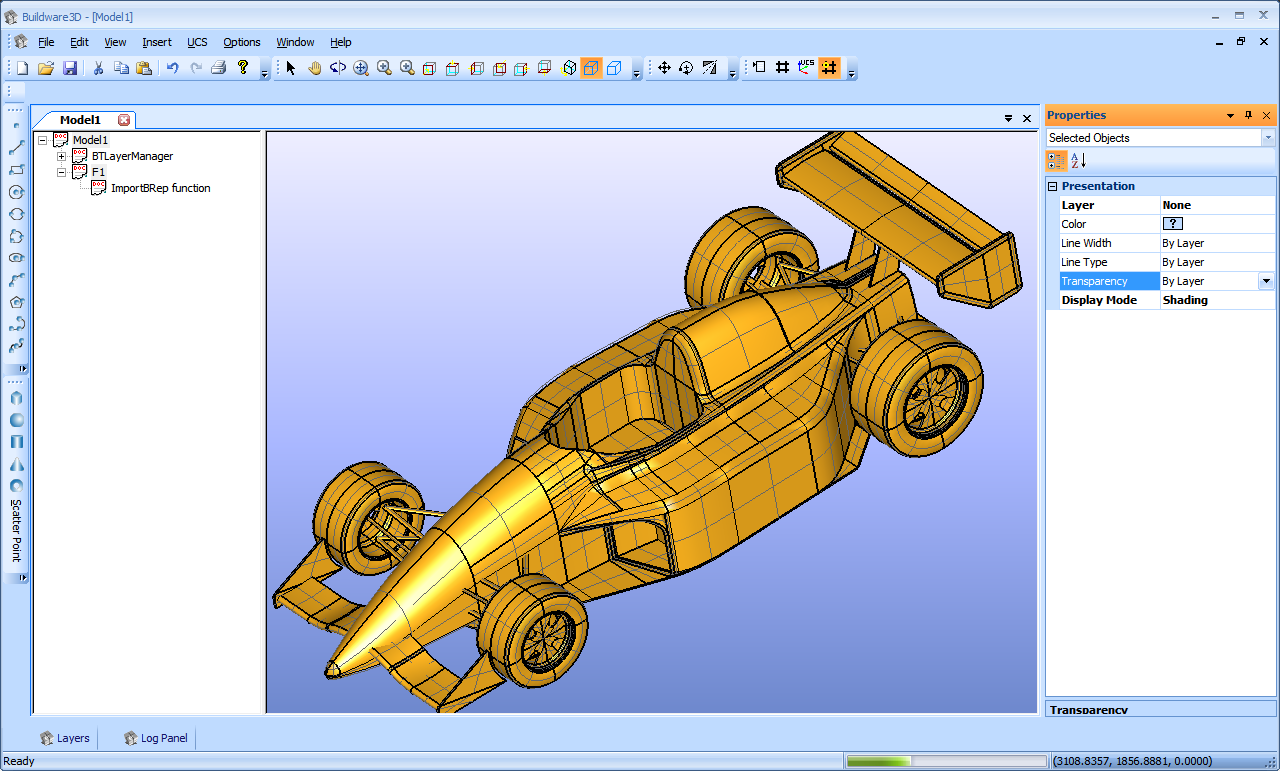 Buildware3D - [Model1]
File Edit View Insert UCS Options Window Help
UCS
Model1
Properties
Model1
BTLayerManager
F1
ImportBRep function
Selected Objects
A
Z
Presentation
Layer None
Color ?
Line Width By Layer
Line Type By Layer
Transparency By Layer
Display Mode Shading
Scatter Point
Transparency
Layers Log Panel
Ready (3108.8357, 1856.8881, 0.0000)